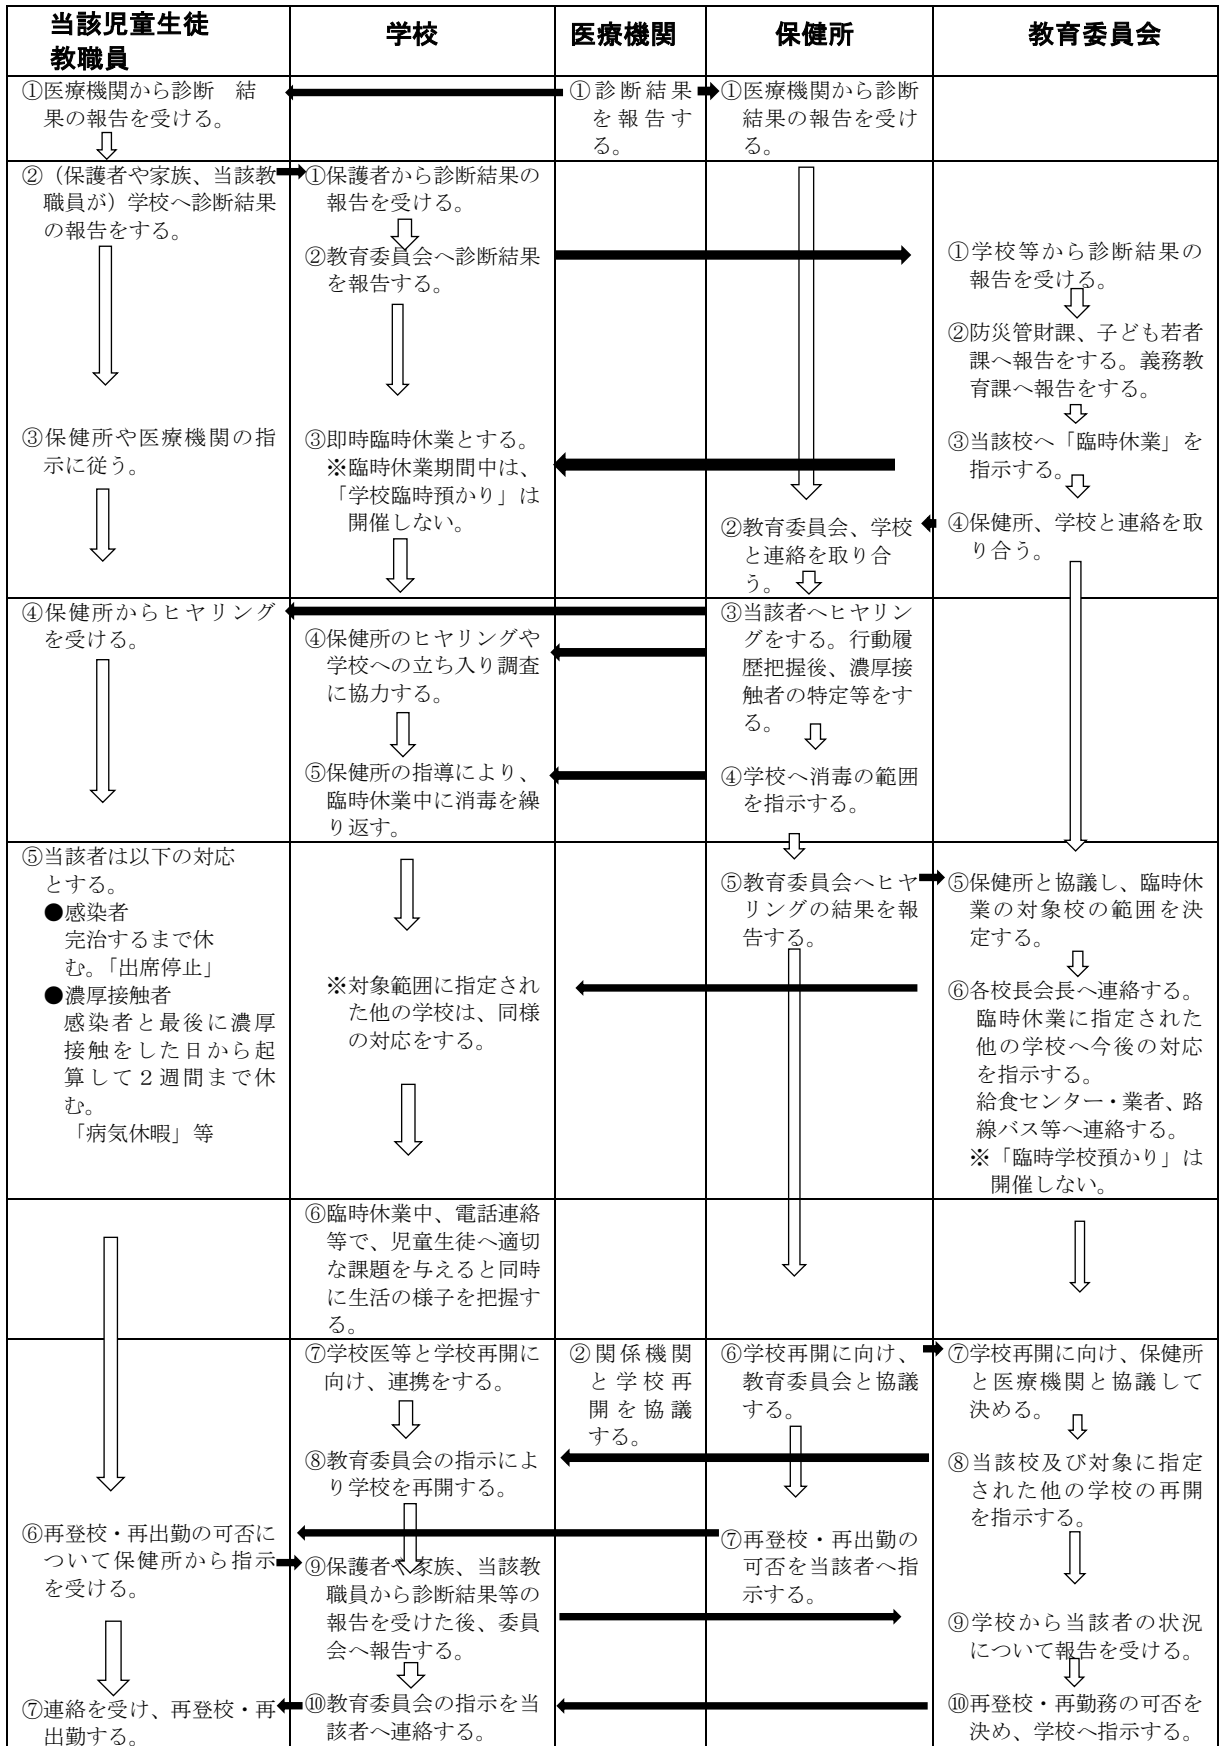 当該児童生徒
教職員
学校
医療機関
保健所
教育委員会
①医療機関から診断　結
果の報告を受ける。
①診断結果
を報告す
る。
①医療機関から診断
結果の報告を受け
る。
②（保護者や家族、当該教
職員が）学校へ診断結果
の報告をする。
③保健所や医療機関の指
示に従う。
①保護者から診断結果の
報告を受ける。
②教育委員会へ診断結果
を報告する。
③即時臨時休業とする。
※臨時休業期間中は、
「学校臨時預かり」は
開催しない。
②教育委員会、学校
と連絡を取り合
う。
①学校等から診断結果の
報告を受ける。
②防災管財課、子ども若者
課へ報告をする。義務教
育課へ報告をする。
③当該校へ「臨時休業」を
指示する。
④保健所、学校と連絡を取
り合う。
④保健所からヒヤリング
を受ける。
④保健所のヒヤリングや
学校への立ち入り調査
に協力する。
⑤保健所の指導により、
臨時休業中に消毒を繰
り返す。
③当該者へヒヤリン
グをする。行動履
歴把握後、濃厚接
触者の特定等をす
る。
④学校へ消毒の範囲
を指示する。
⑤当該者は以下の対応
とする。
●感染者
完治するまで休
む。「出席停止」
●濃厚接触者
感染者と最後に濃厚
接触をした日から起
算して２週間まで休
む。
「病気休暇」等
※対象範囲に指定され
た他の学校は、同様
の対応をする。
⑤教育委員会へヒヤ
リングの結果を報
告する。
⑤保健所と協議し、臨時休
業の対象校の範囲を決
定する。
⑥各校長会長へ連絡する。
臨時休業に指定された
他の学校へ今後の対応
を指示する。
給食センター・業者、路
線バス等へ連絡する。
※「臨時学校預かり」は
開催しない。
⑥臨時休業中、電話連絡
等で、児童生徒へ適切
な課題を与えると同時
に生活の様子を把握す
る。
⑥再登校・再出勤の可否に
ついて保健所から指示
を受ける。
⑦連絡を受け、再登校・再
出勤する。
⑦学校医等と学校再開に
向け、連携をする。
⑧教育委員会の指示によ
り学校を再開する。
⑨保護者や家族、当該教
職員から診断結果等の
報告を受けた後、委員
会へ報告する。
⑩教育委員会の指示を当
該者へ連絡する。
②関係機関
と学校再
開を協議
する。
⑥学校再開に向け、
教育委員会と協議
する。
⑦再登校・再出勤の
可否を当該者へ指
示する。
⑦学校再開に向け、保健所
と医療機関と協議して
決める。
⑧当該校及び対象に指定
された他の学校の再開
を指示する。
⑨学校から当該者の状況
について報告を受ける。
⑩再登校・再勤務の可否を
決め、学校へ指示する。